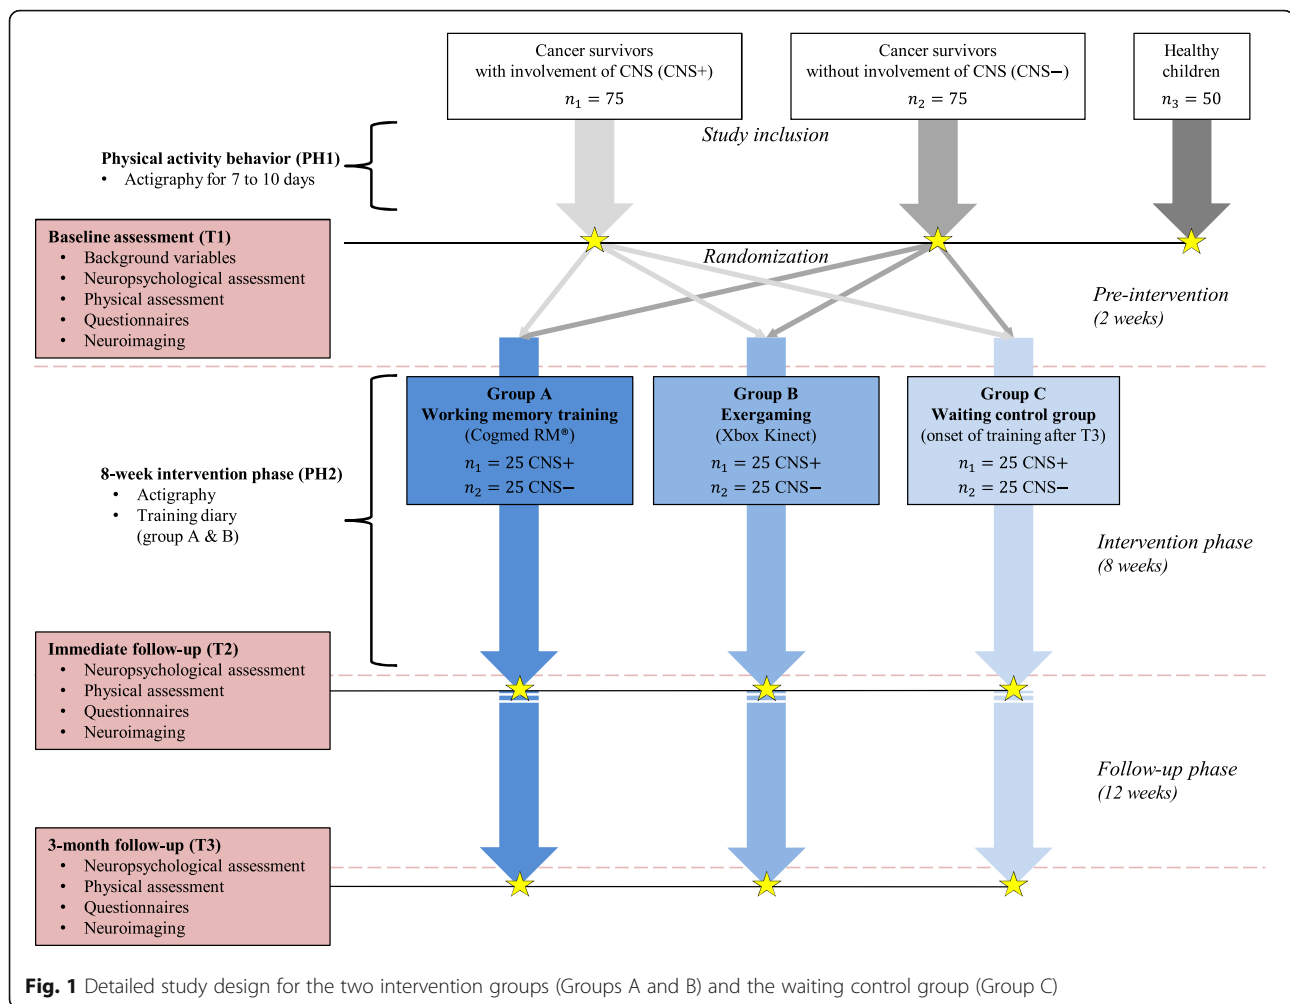 Cancer survivors
with involvement of CNS (CNS+)
n₁ = 75
Cancer survivors
without involvement of CNS (CNS−)
n₂ = 75
Healthy
children
n₃ = 50
Study inclusion
Physical activity behavior (PH1)
• Actigraphy for 7 to 10 days
Baseline assessment (T1)
• Background variables
• Neuropsychological assessment
• Physical assessment
• Questionnaires
• Neuroimaging
Randomization
Pre-intervention
(2 weeks)
Group A
Working memory training
(Cogmed RM®)
n₁ = 25 CNS+
n₂ = 25 CNS−
Group B
Exergaming
(Xbox Kinect)
n₁ = 25 CNS+
n₂ = 25 CNS−
Group C
Waiting control group
(onset of training after T3)
n₁ = 25 CNS+
n₂ = 25 CNS−
8-week intervention phase (PH2)
• Actigraphy
• Training diary
(group A & B)
Intervention phase
(8 weeks)
Immediate follow-up (T2)
• Neuropsychological assessment
• Physical assessment
• Questionnaires
• Neuroimaging
Follow-up phase
(12 weeks)
3-month follow-up (T3)
• Neuropsychological assessment
• Physical assessment
• Questionnaires
• Neuroimaging
Fig. 1 Detailed study design for the two intervention groups (Groups A and B) and the waiting control group (Group C)